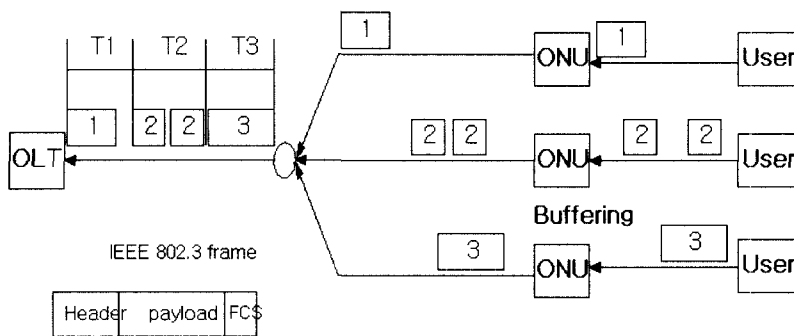 T1 T2 T3
1 ONU 1 User
1 2 2 3
OLT
2 2 ONU 2 2 User
Buffering
3 ONU 3 User
IEEE 802.3 frame
Header payload FCS